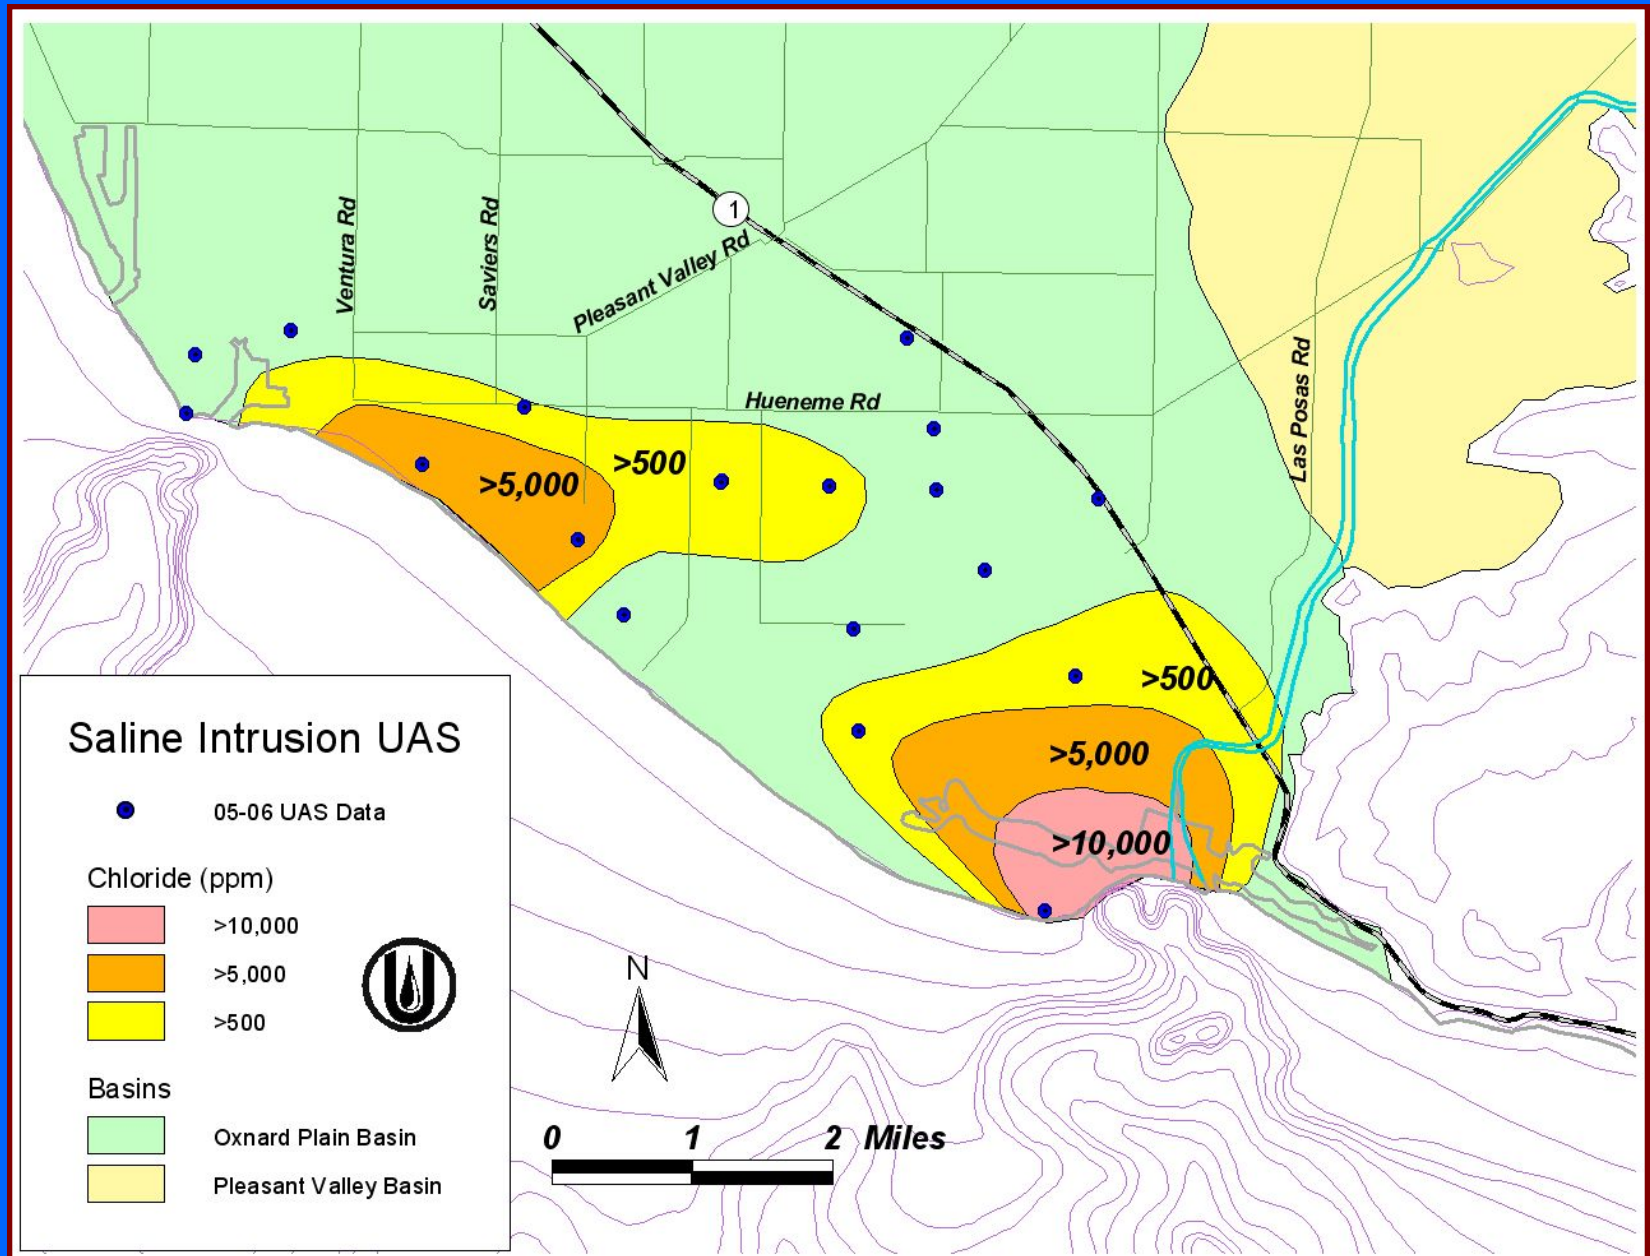 1
Ventura Rd
Saviers Rd
Pleasant Valley Rd
Hueneme Rd
Las Posas Rd
>500
>5,000
>500
>5,000
>10,000
Saline Intrusion UAS
05-06 UAS Data
Chloride (ppm)
>10,000
>5,000
>500
U
Basins
Oxnard Plain Basin
Pleasant Valley Basin
N
0 1 2 Miles